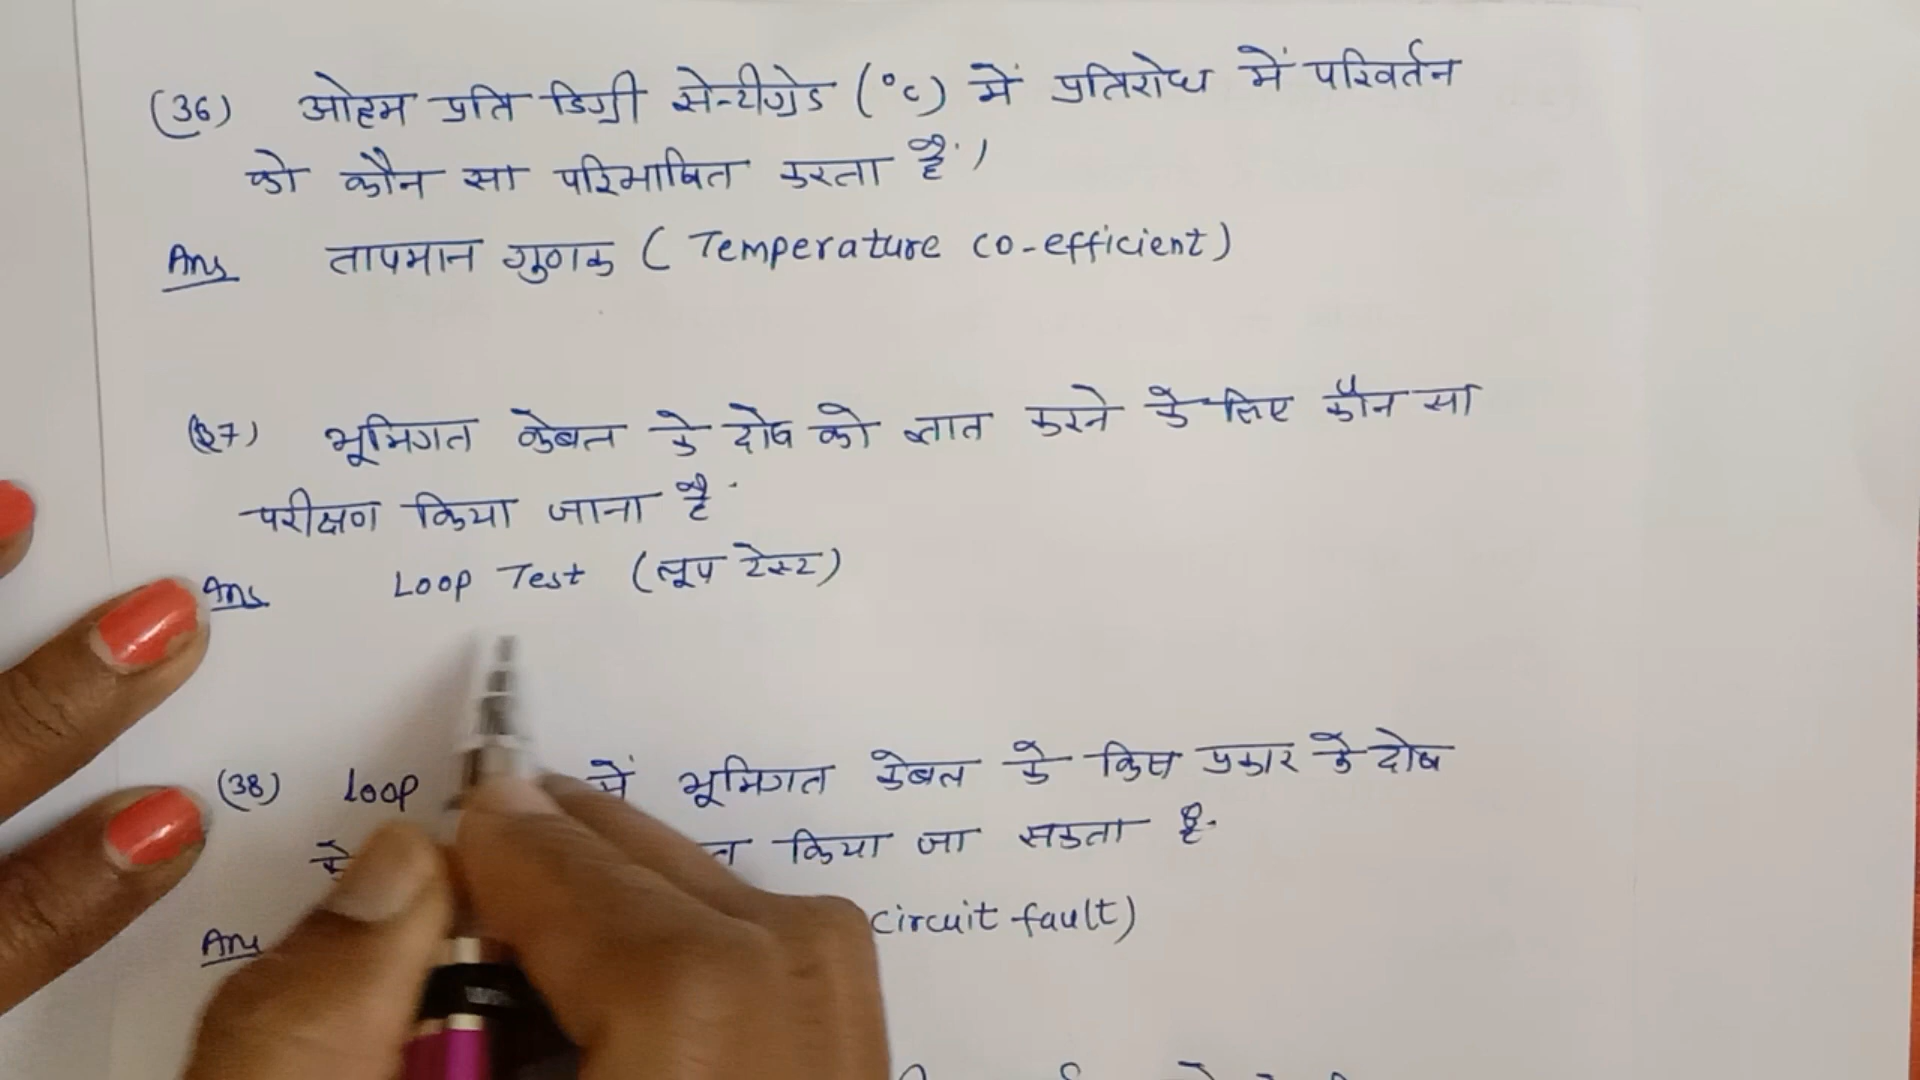 (36) ओहम प्रति डिग्री सेन्टीग्रेड (°c) में प्रतिरोध में परिवर्तन
को कौन सा परिभाषित करता है।
Ans तापमान गुणक ( Temperature co-efficient)
(37) भूमिगत केबल के दोष को ज्ञात करने के लिए कौन सा
परीक्षण किया जाना है
Ans Loop Test (लूप टेस्ट)
(38) Loop में भूमिगत केबल के किस प्रकार के दोष
किया जा सकता है.
Ans circuit fault)